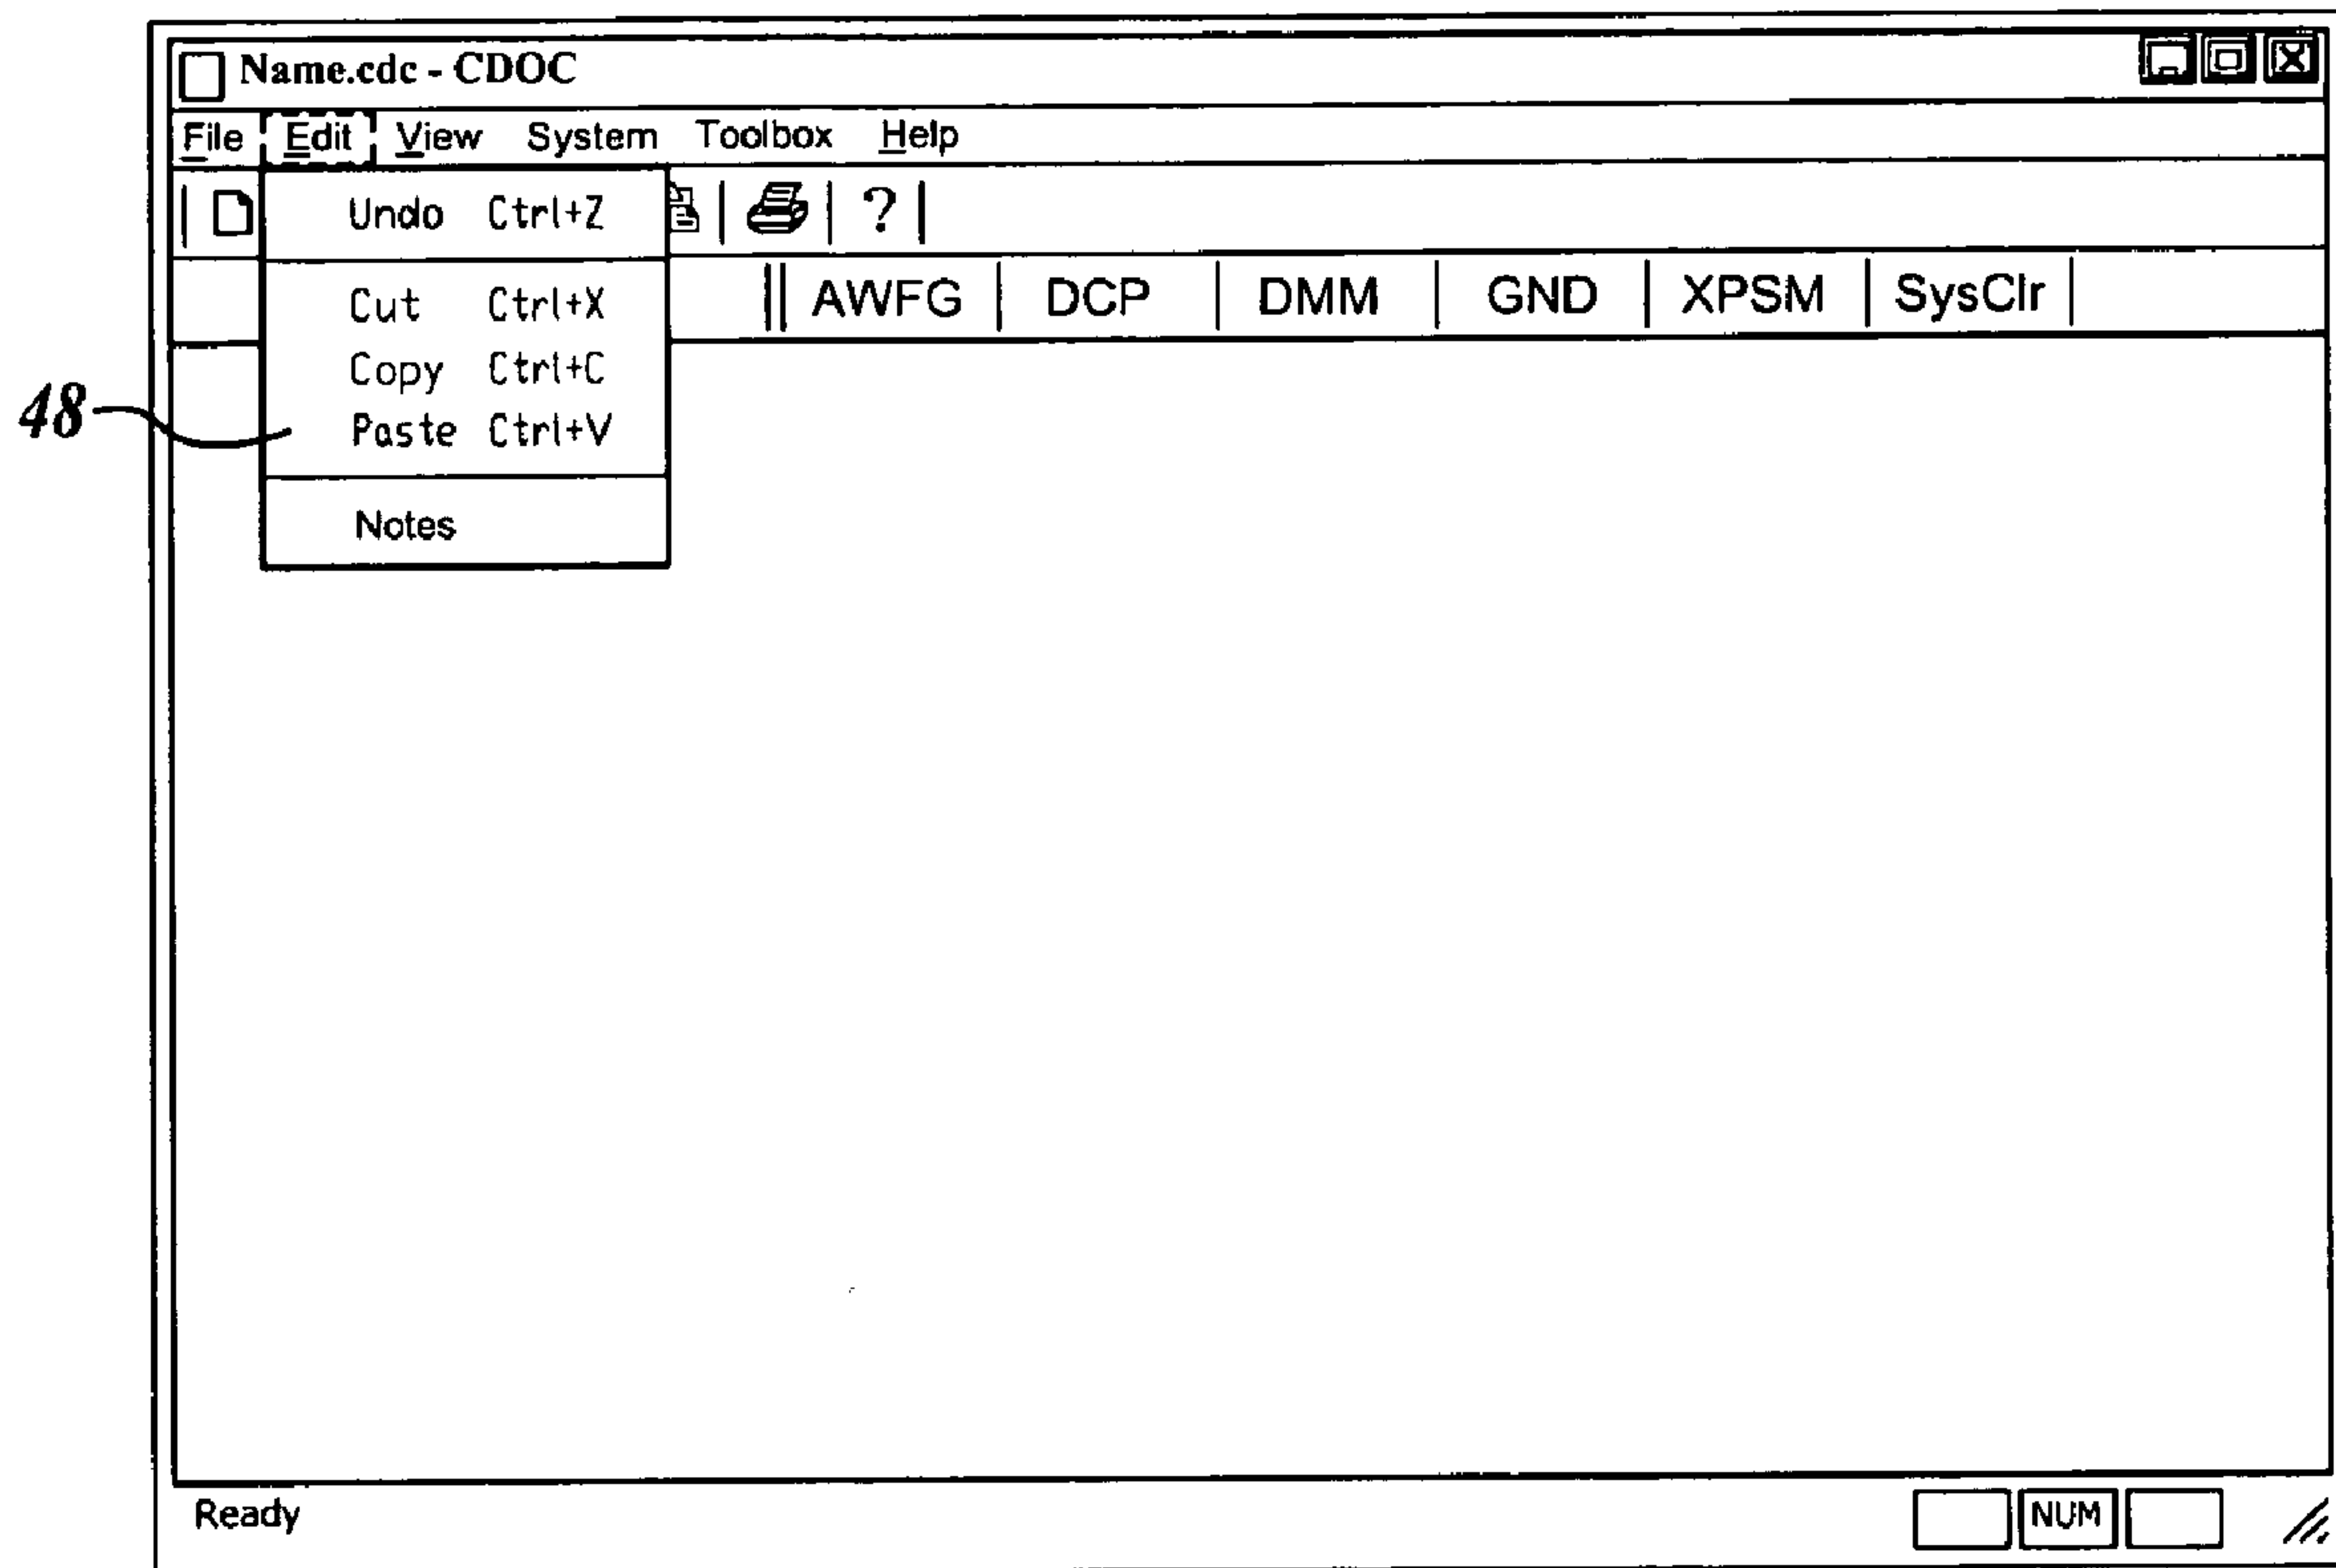 Name.cdc - CDOC
File Edit View System Toolbox Help
Undo Ctrl+Z
?
AWFG DCP DMM GND XPSM SysClr
Cut Ctrl+X
Copy Ctrl+C
48
Paste Ctrl+V
Notes
Ready NUM